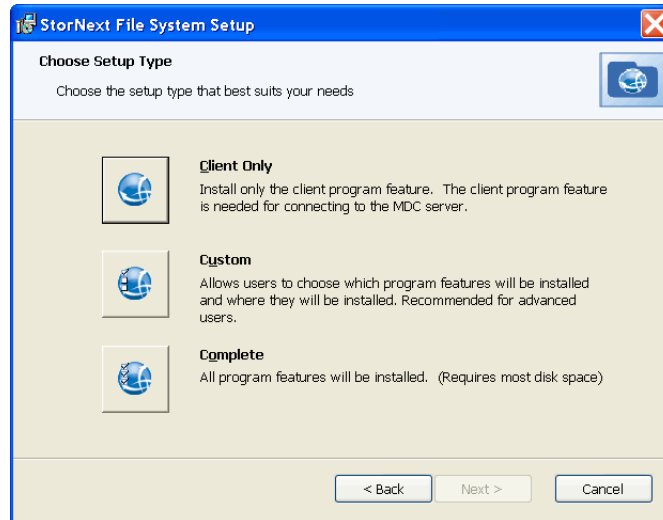 StorNext File System Setup
Choose Setup Type
Choose the setup type that best suits your needs
Client Only
Install only the client program feature.  The client program feature
is needed for connecting to the MDC server.
Custom
Allows users to choose which program features will be installed
and where they will be installed. Recommended for advanced
users.
Complete
All program features will be installed.  (Requires most disk space)
< Back
Next >
Cancel